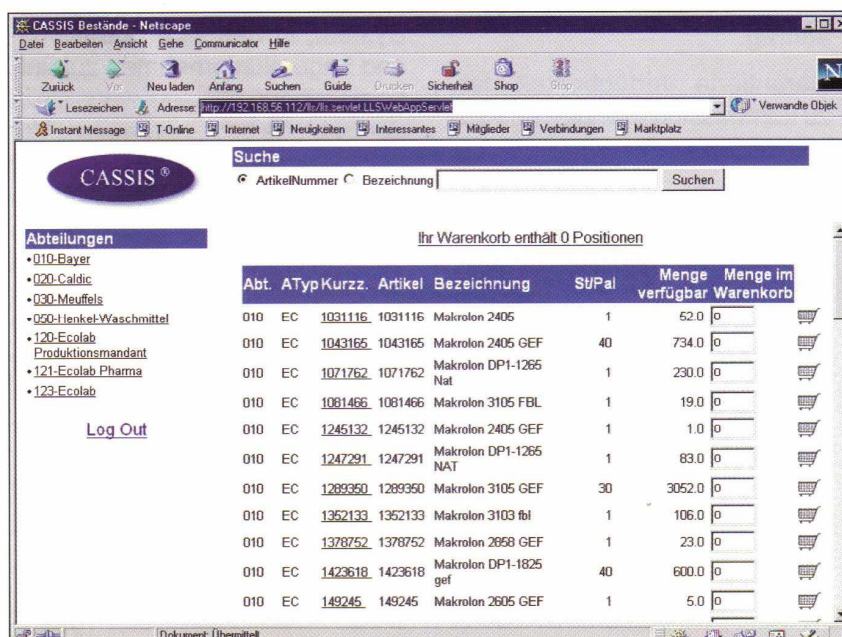 CASSIS Bestände - Netscape
Datei Bearbeiten Ansicht Gehe Communicator Hilfe
Zurück Vor Neu laden Anfang Suchen Guide Drucken Sicherheit Shop Stop
Lesezeichen Adresse: http://192.168.56.112/lls/lls.servlet.LLSWebAppServlet Verwandte Objek
Instant Message T-Online Internet Neuigkeiten Interessantes Mitglieder Verbindungen Marktplatz
CASSIS ®
Suche
ArtikelNummer Bezeichnung Suchen
Abteilungen
•010-Bayer
•020-Caldic
•030-Meuffels
•050-Henkel-Waschmittel
•120-Ecolab
Produktionsmandant
•121-Ecolab Pharma
•123-Ecolab
Log Out
Ihr Warenkorb enthält 0 Positionen
Abt. ATyp Kurzz. Artikel Bezeichnung St/Pal Menge verfügbar Menge im Warenkorb
010 EC 1031116 1031116 Makrolon 2405 1 52.0 0
010 EC 1043165 1043165 Makrolon 2405 GEF 40 734.0 0
010 EC 1071762 1071762 Makrolon DP1-1265 Nat 1 230.0 0
010 EC 1081466 1081466 Makrolon 3105 FBL 1 19.0 0
010 EC 1245132 1245132 Makrolon 2405 GEF 1 1.0 0
010 EC 1247291 1247291 Makrolon DP1-1265 NAT 1 83.0 0
010 EC 1289350 1289350 Makrolon 3105 GEF 30 3052.0 0
010 EC 1352133 1352133 Makrolon 3103 fbl 1 106.0 0
010 EC 1378752 1378752 Makrolon 2858 GEF 1 23.0 0
010 EC 1423618 1423618 Makrolon DP1-1825 gef 40 600.0 0
010 EC 149245 149245 Makrolon 2605 GEF 1 5.0 0
Dokument: Übermittelt